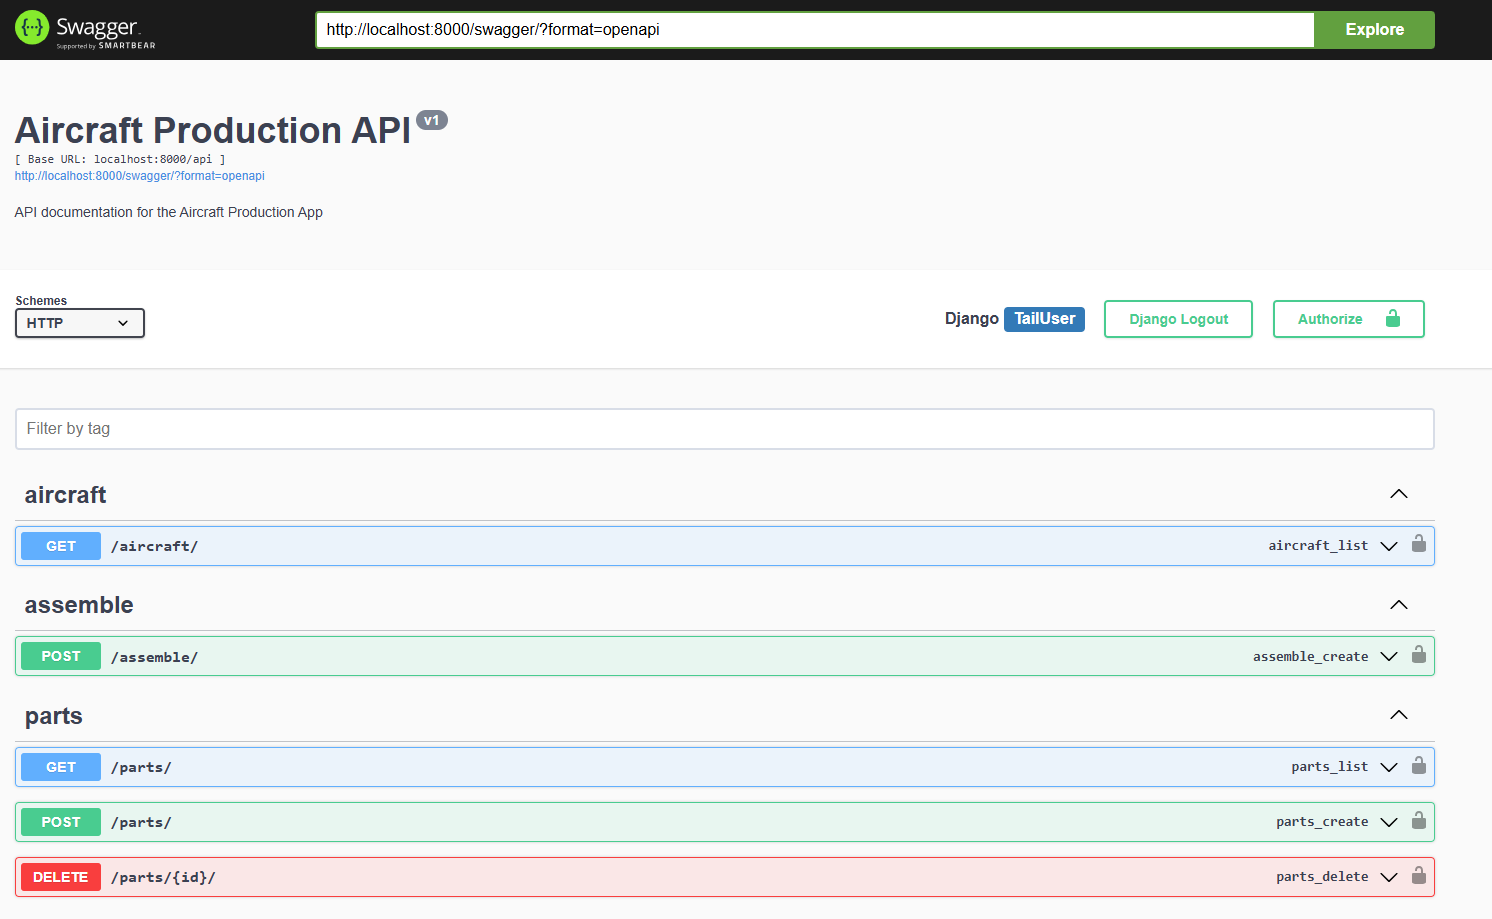 Swagger.
Supported by SMARTBEAR
http://localhost:8000/swagger/?format=openapi
Explore
Aircraft Production API v1
[ Base URL: localhost:8000/api ]
http://localhost:8000/swagger/?format=openapi
API documentation for the Aircraft Production App
Schemes
HTTP
Django TailUser
Django Logout
Authorize
Filter by tag
aircraft
GET /aircraft/ aircraft_list
assemble
POST /assemble/ assemble_create
parts
GET /parts/ parts_list
POST /parts/ parts_create
DELETE /parts/{id}/ parts_delete